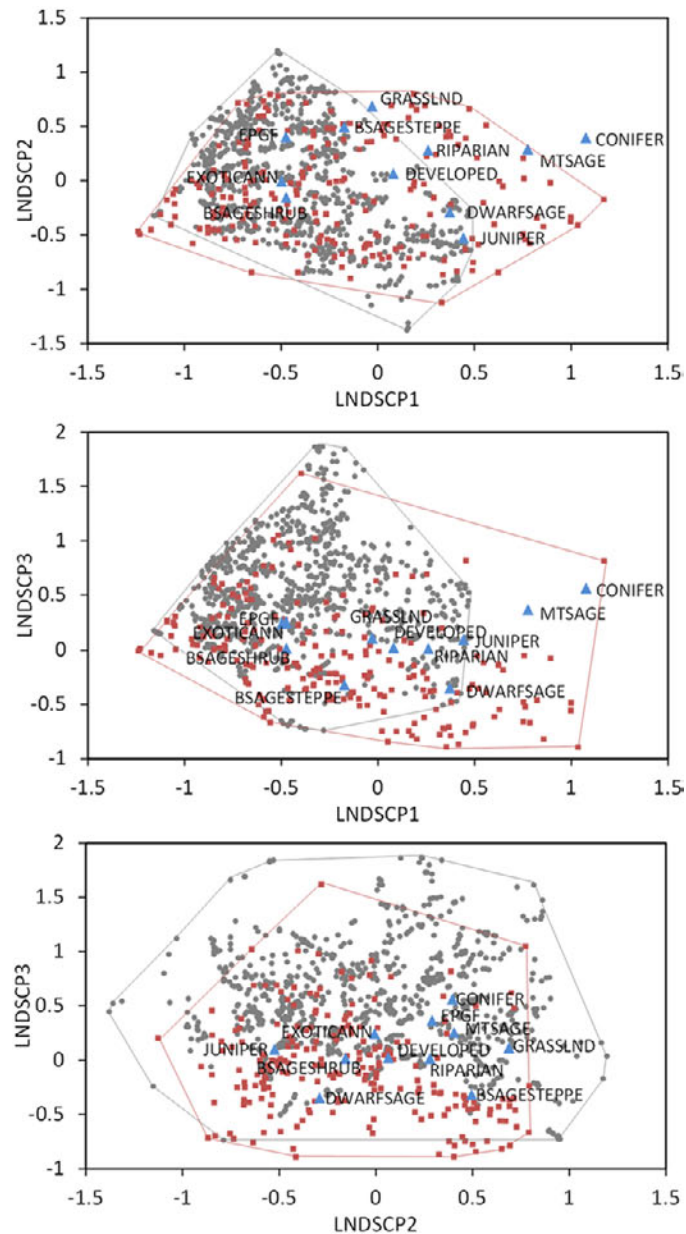 1.5
1
GRASSLND
0.5
EPGF
BSAGESTEPPE
CONIFER
RIPARIAN
MTSAGE
LNDSCP2
0
EXOTICANN
DEVELOPED
BSAGESHRUB
DWARFSAGE
-0.5
JUNIPER
-1
-1.5
-1.5 -1 -0.5 0 0.5 1 1.5
LNDSCP1
2
1.5
1
LNDSCP3
0.5
CONIFER
MTSAGE
EPGF
GRASSLND
EXOTICANN
DEVELOPED
JUNIPER
0
BSAGESHRUB
RIPARIAN
BSAGESTEPPE
DWARFSAGE
-0.5
-1
-1.5 -1 -0.5 0 0.5 1 1.5
LNDSCP1
2
1.5
1
LNDSCP3
0.5
CONIFER
EPGF
EXOTICANN
MTSAGE
JUNIPER
DEVELOPED
GRASSLND
0
BSAGESHRUB
RIPARIAN
DWARFSAGE
BSAGESTEPPE
-0.5
-1
-1.5 -1 -0.5 0 0.5 1 1.5
LNDSCP2